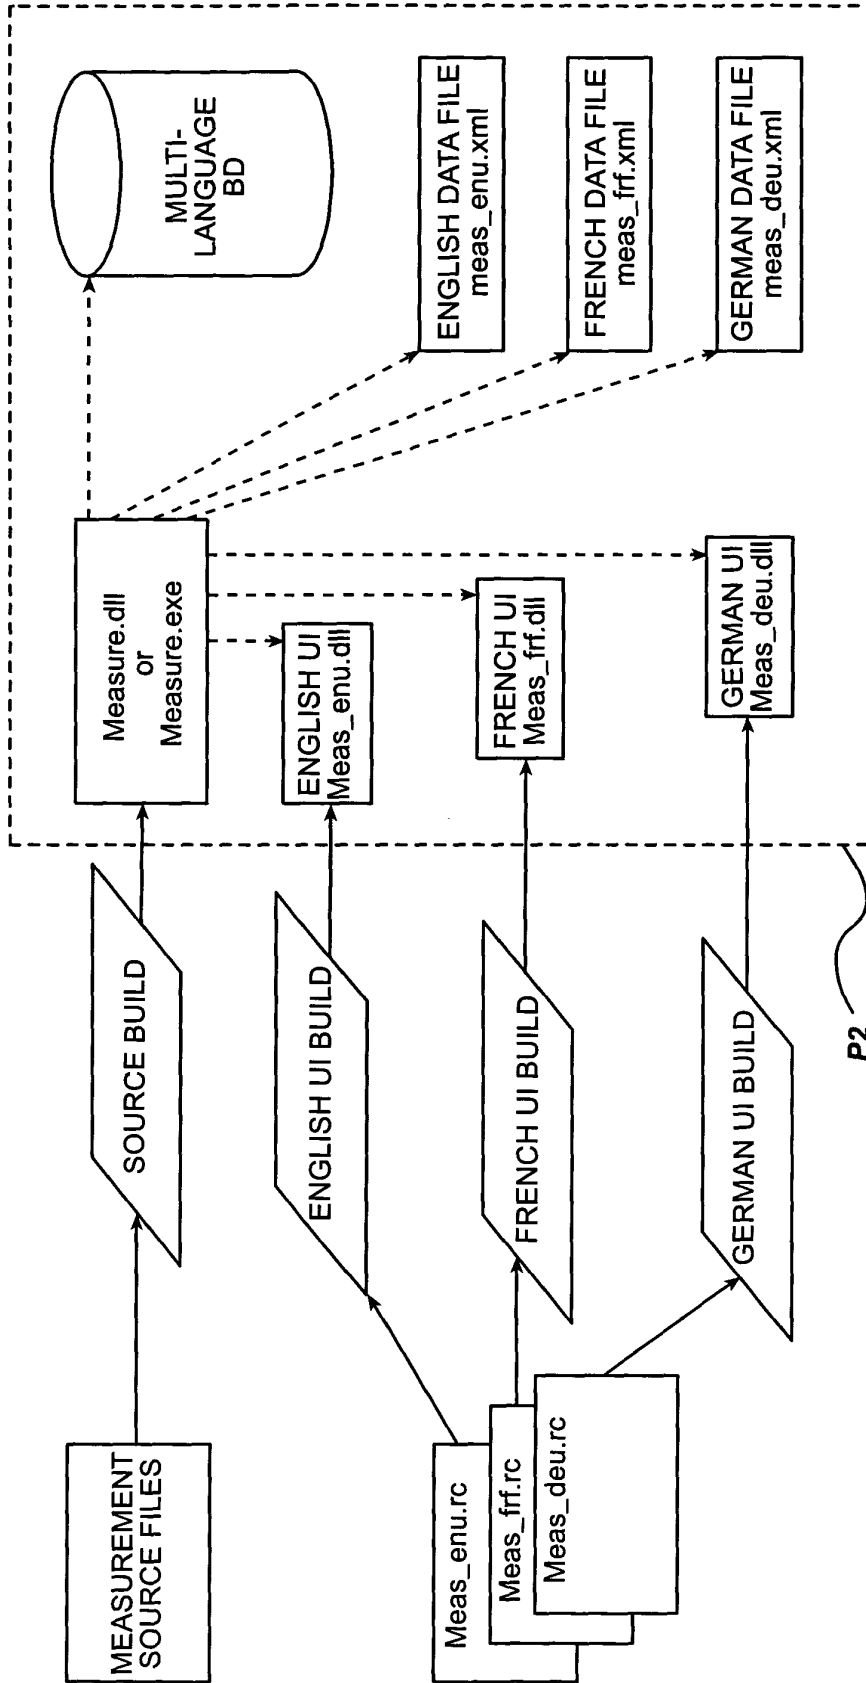 MEASUREMENT
SOURCE FILES
SOURCE BUILD
Measure.dll
or
Measure.exe
MULTI-
LANGUAGE
BD
Meas_enu.rc
Meas_frf.rc
Meas_deu.rc
ENGLISH UI BUILD
ENGLISH UI
Meas_enu.dll
FRENCH UI BUILD
FRENCH UI
Meas_frf.dll
GERMAN UI BUILD
GERMAN UI
Meas_deu.dll
ENGLISH DATA FILE
meas_enu.xml
FRENCH DATA FILE
meas_frf.xml
GERMAN DATA FILE
meas_deu.xml
P2